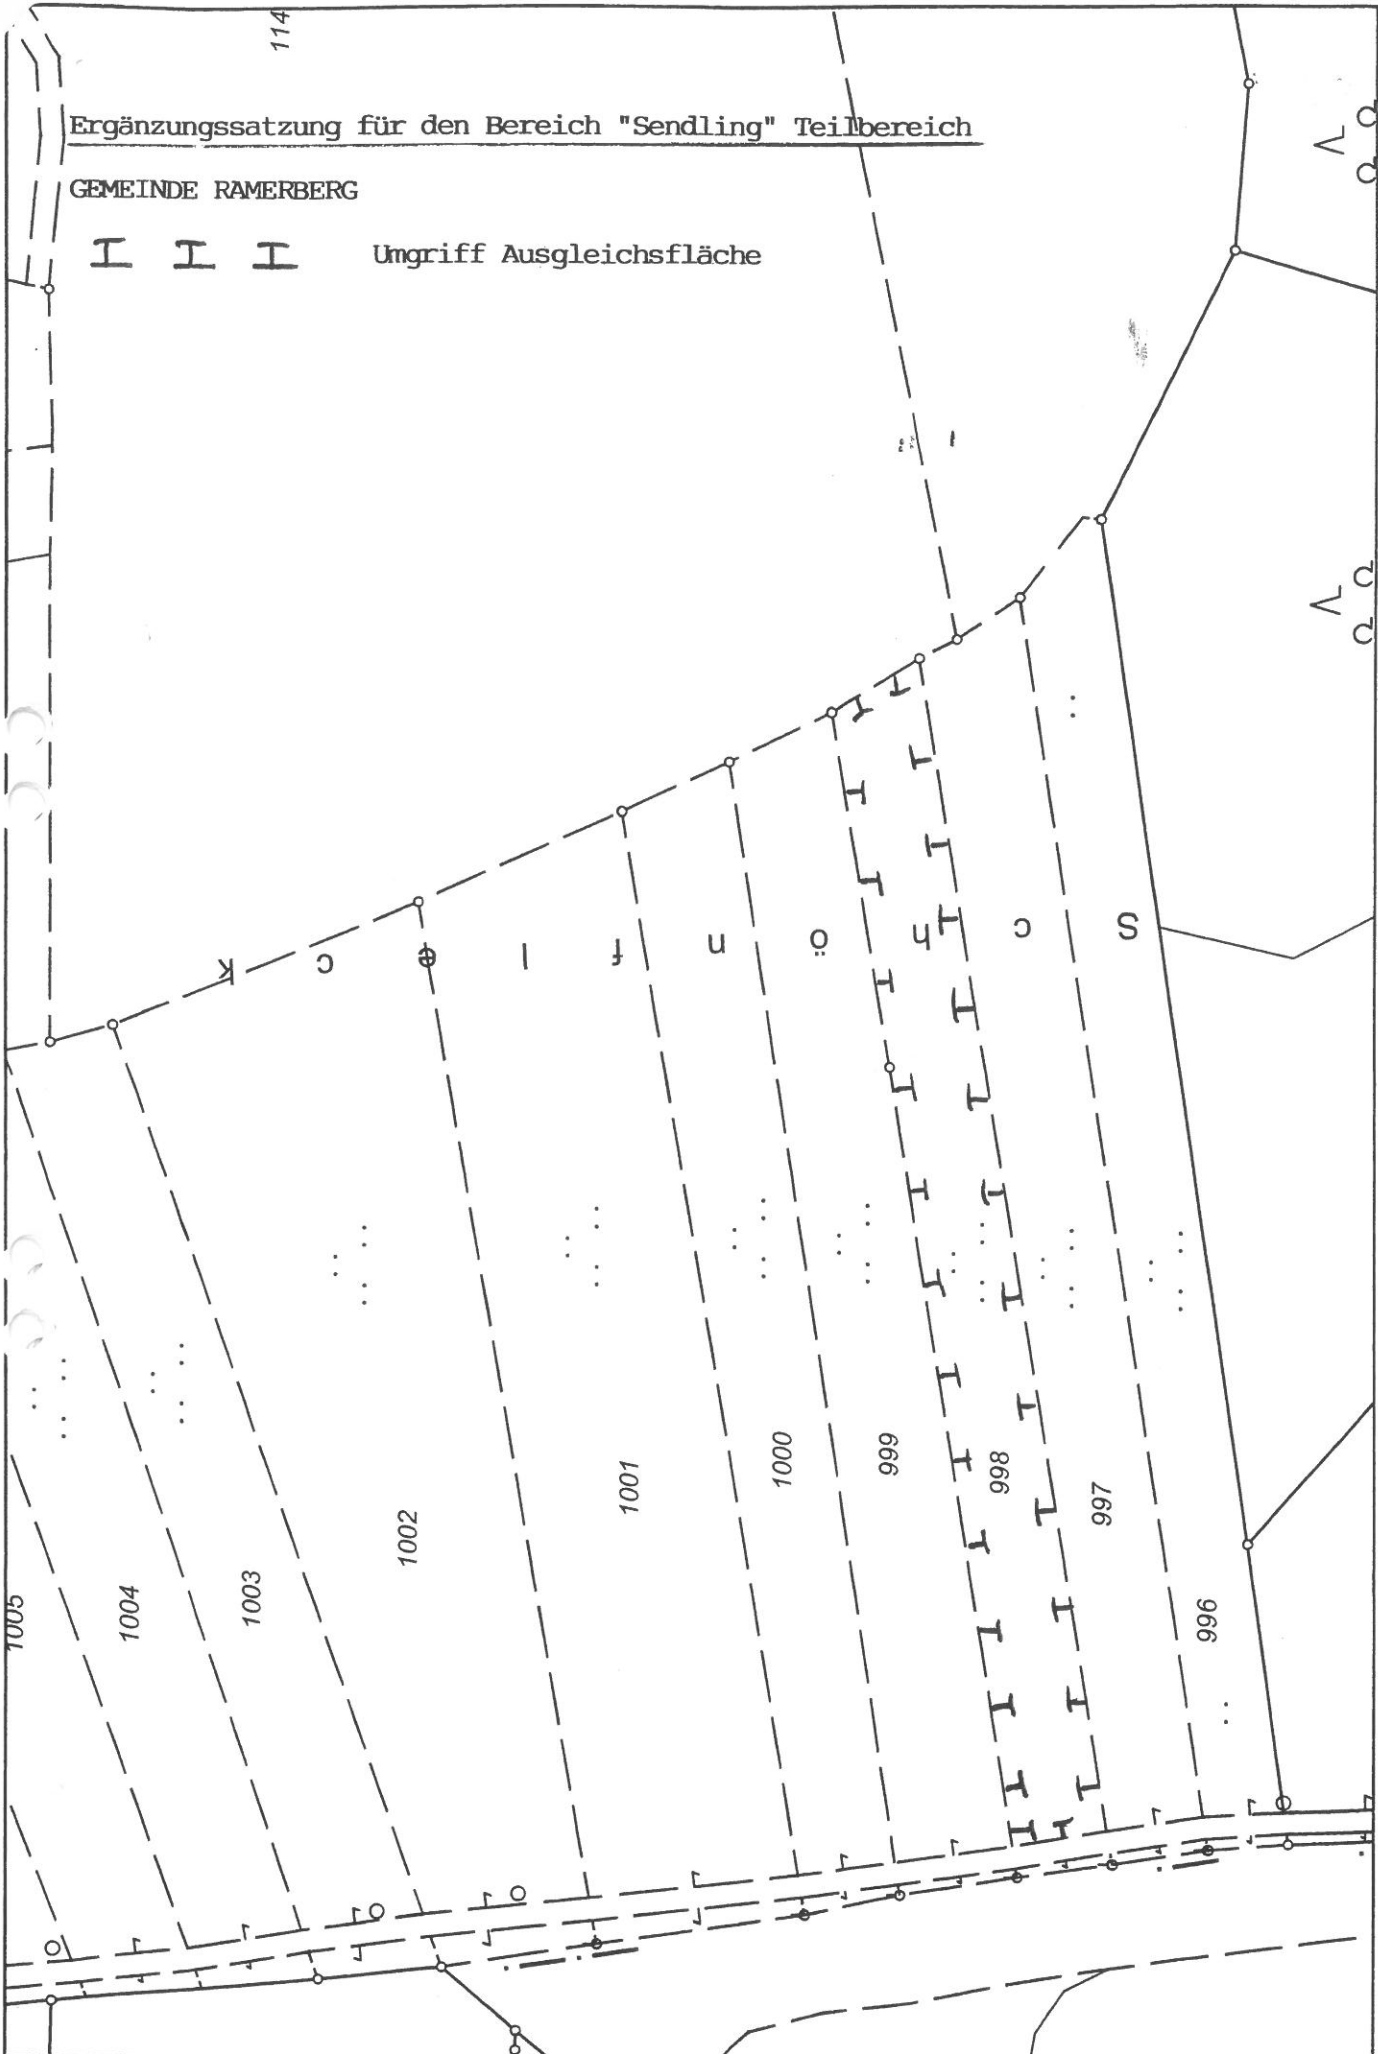 114
Ergänzungssatzung für den Bereich "Sendling" Teilbereich
GEMEINDE RAMERBERG
Umgriff Ausgleichsfläche
Schönfleck
1005
1004
1003
1002
1001
1000
999
998
997
996